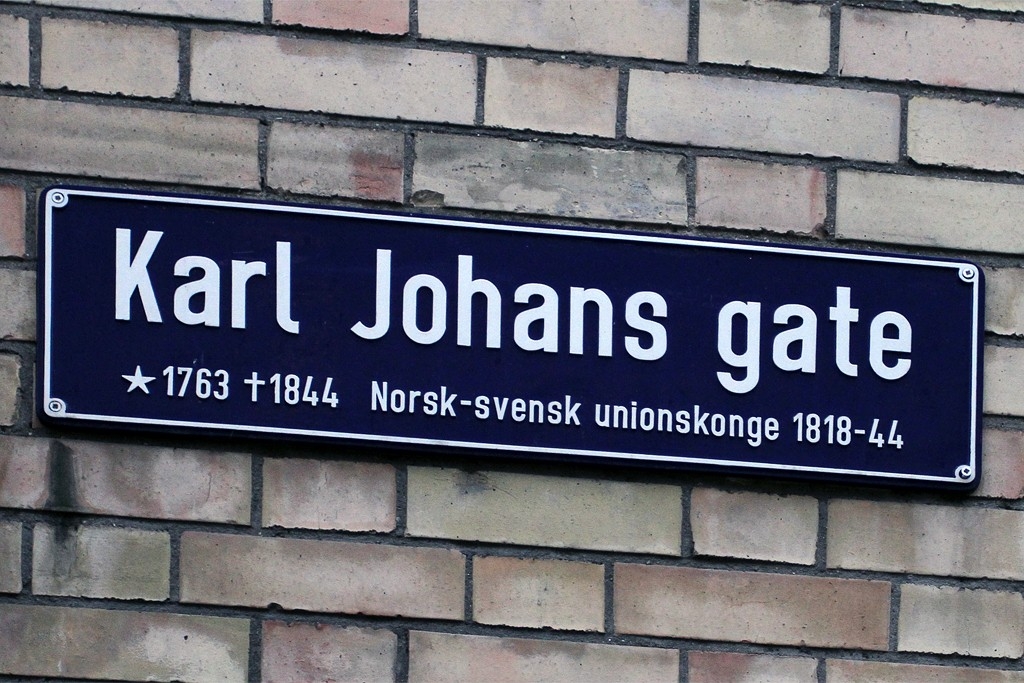 Karl Johans gate
★1763 †1844 Norsk-svensk unionskonge 1818-44